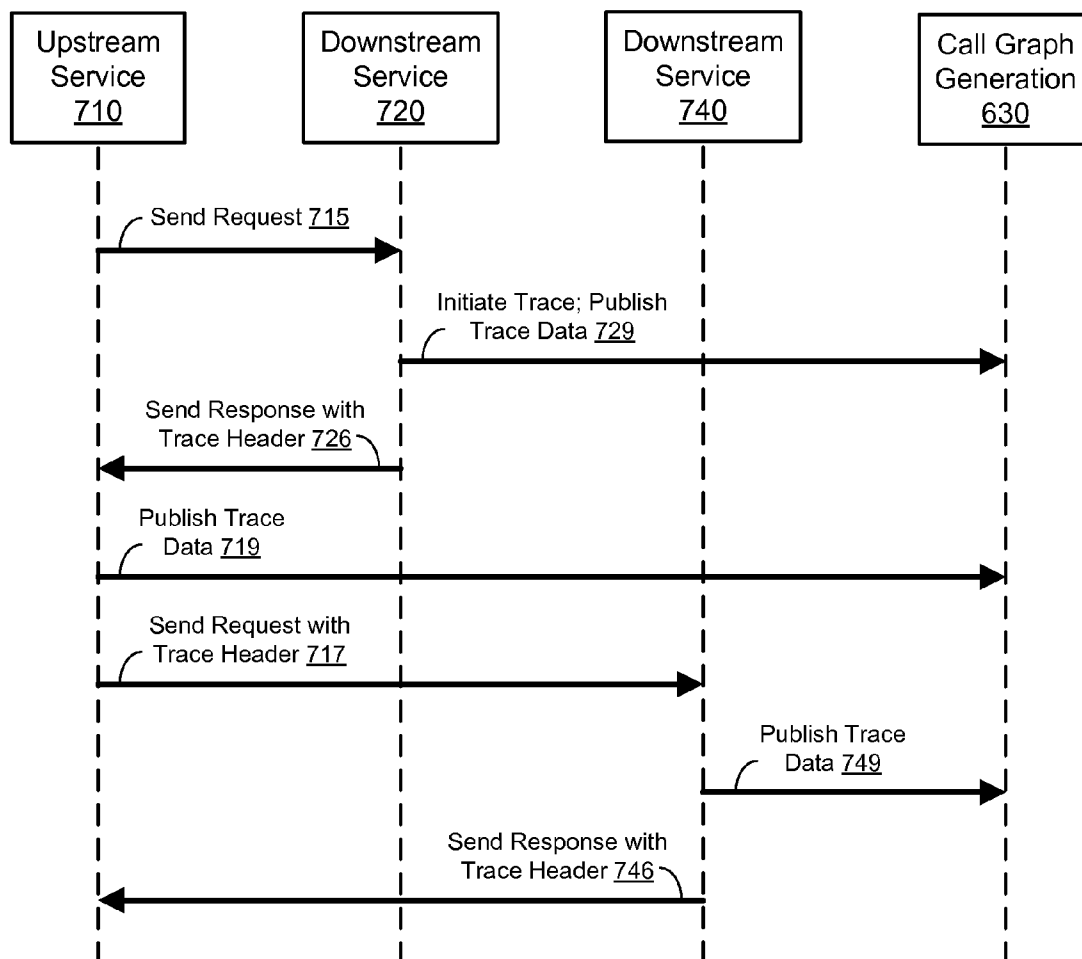 Upstream
Service
710
Downstream
Service
720
Downstream
Service
740
Call Graph
Generation
630
Send Request 715
Initiate Trace; Publish
Trace Data 729
Send Response with
Trace Header 726
Publish Trace
Data 719
Send Request with
Trace Header 717
Publish Trace
Data 749
Send Response with
Trace Header 746